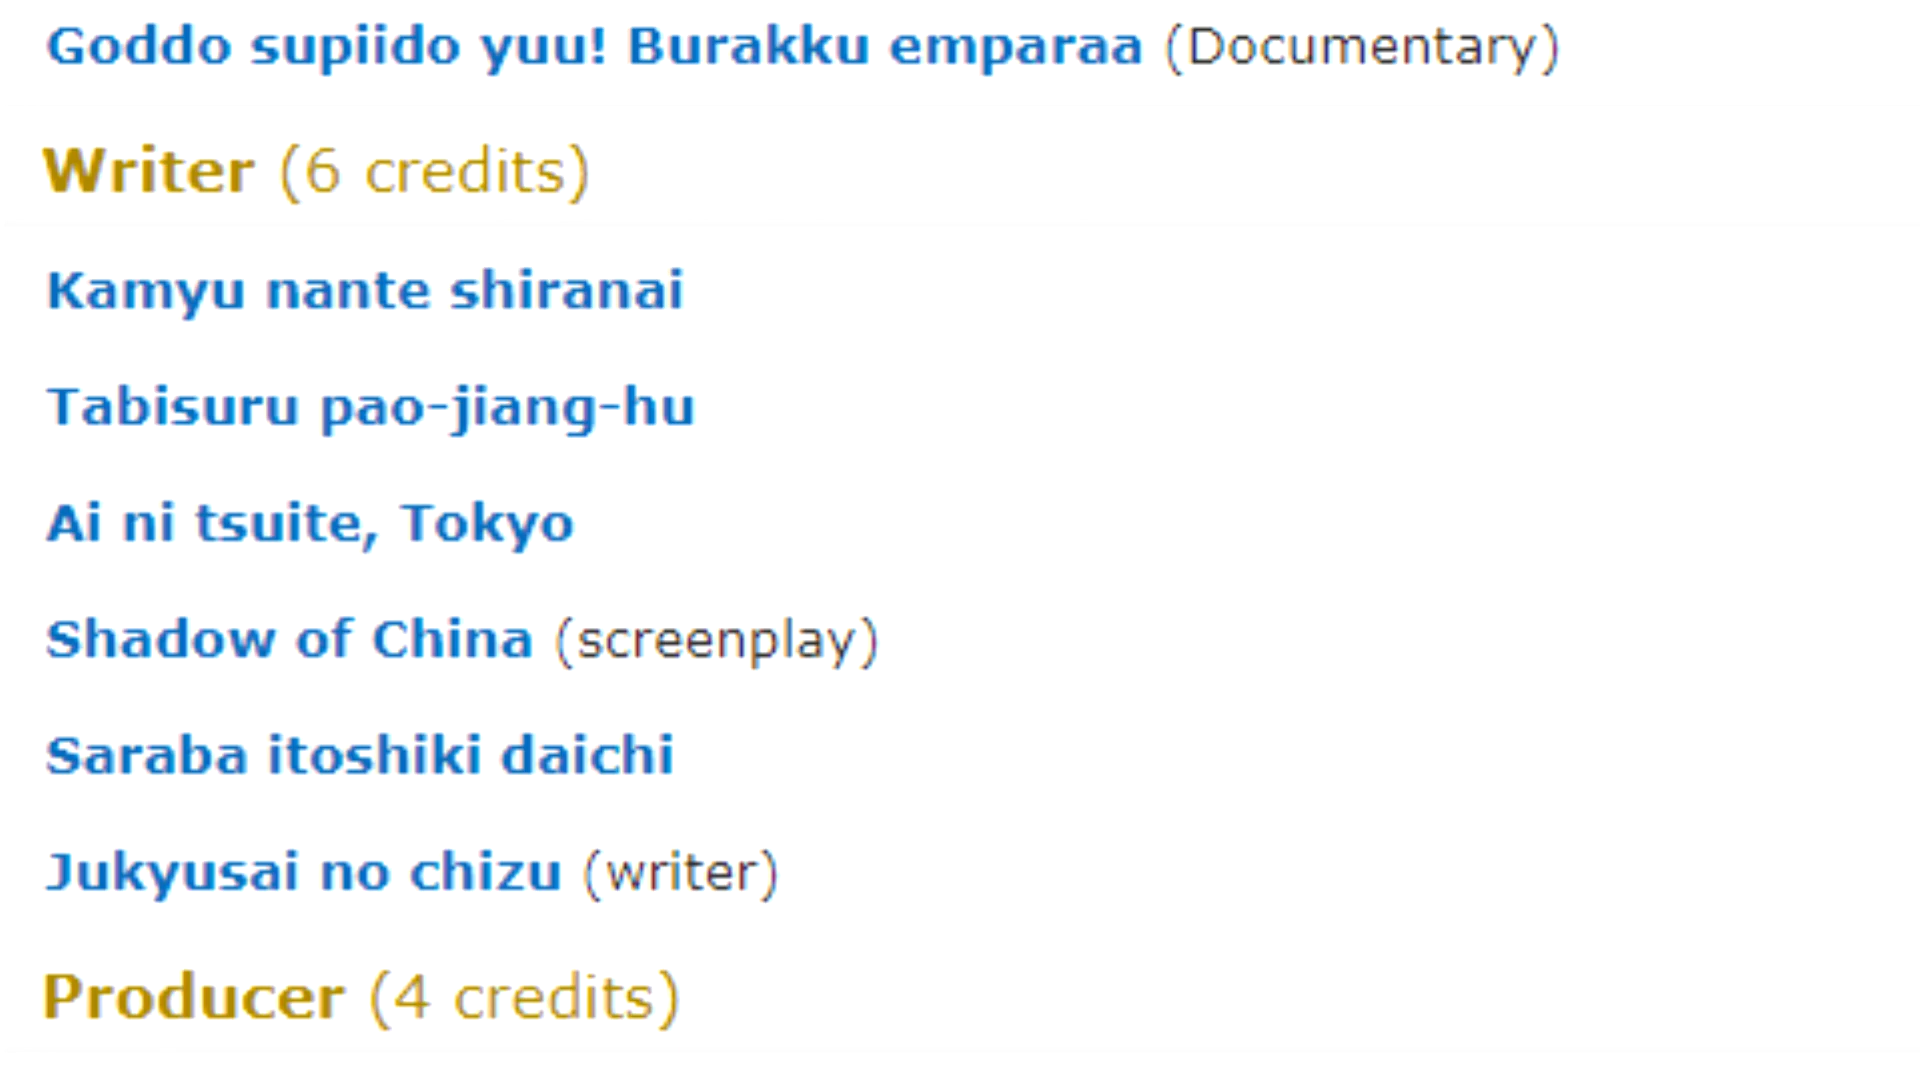 Goddo supiido yuu! Burakku emparaa (Documentary)
Writer (6 credits)
Kamyu nante shiranai
Tabisuru pao-jiang-hu
Ai ni tsuite, Tokyo
Shadow of China (screenplay)
Saraba itoshiki daichi
Jukyusai no chizu (writer)
Producer (4 credits)